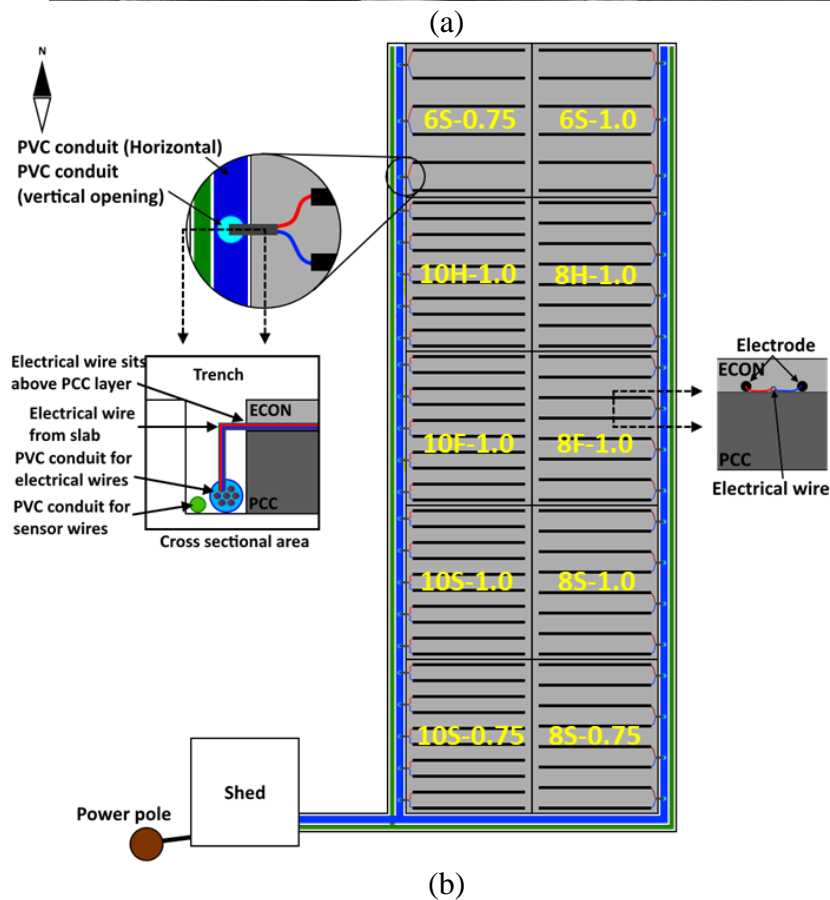 (a)
N
PVC conduit (Horizontal)
PVC conduit
(vertical opening)
6S-0.75
6S-1.0
10H-1.0
8H-1.0
Electrical wire sits
above PCC layer
Trench
ECON
Electrical wire
from slab
PVC conduit for
electrical wires
PVC conduit for
sensor wires
PCC
Cross sectional area
10F-1.0
8F-1.0
Electrode
ECON
PCC
Electrical wire
10S-1.0
8S-1.0
10S-0.75
8S-0.75
Shed
Power pole
(b)